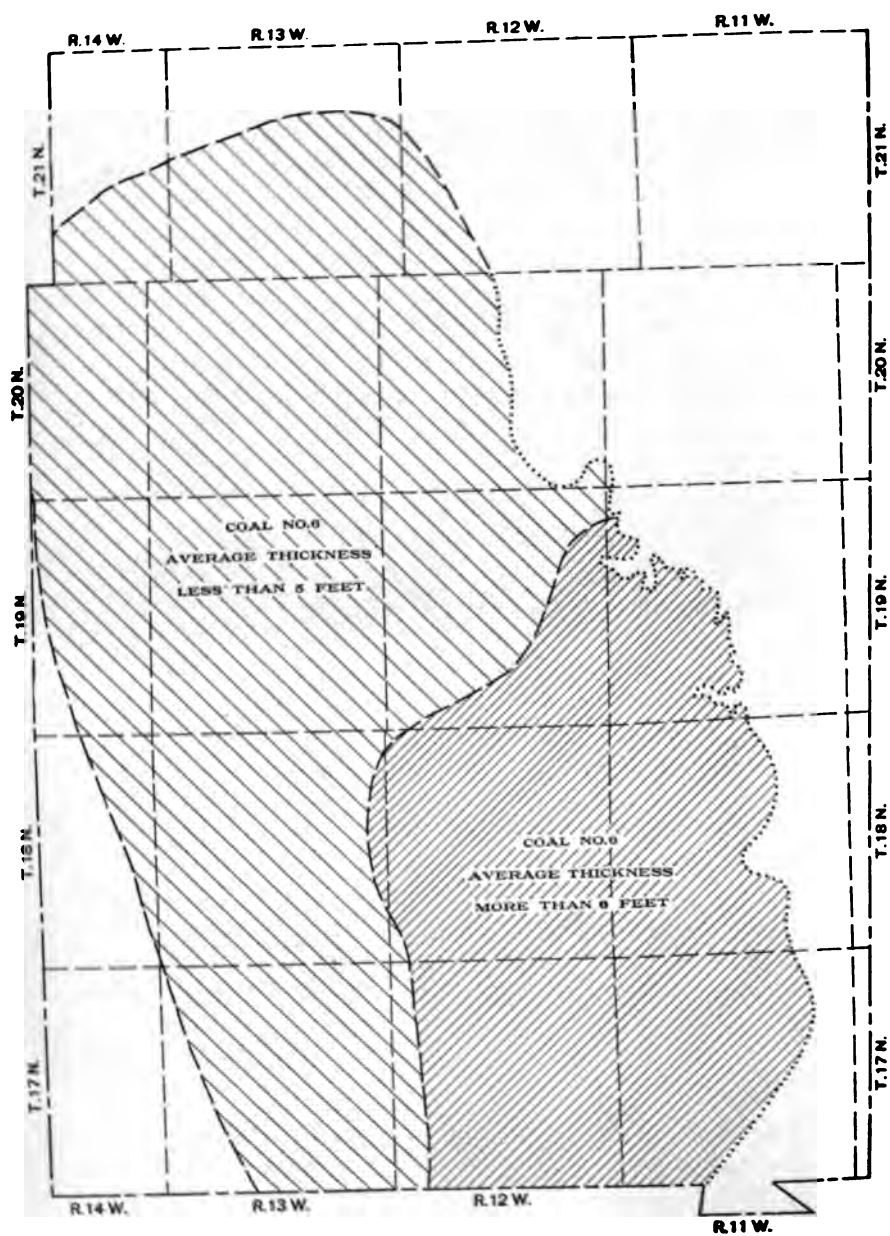 R.14 W. R.13 W. R.12 W. R.11 W.
T.21 N. T.21 N.
T.20 N. T.20 N.
COAL NO.6
AVERAGE THICKNESS
LESS THAN 5 FEET
T.19 N. T.19 N.
COAL NO.6
AVERAGE THICKNESS
MORE THAN 6 FEET
T.18 N. T.18 N.
T.17 N. T.17 N.
R.14 W. R.13 W. R.12 W.
R.11 W.